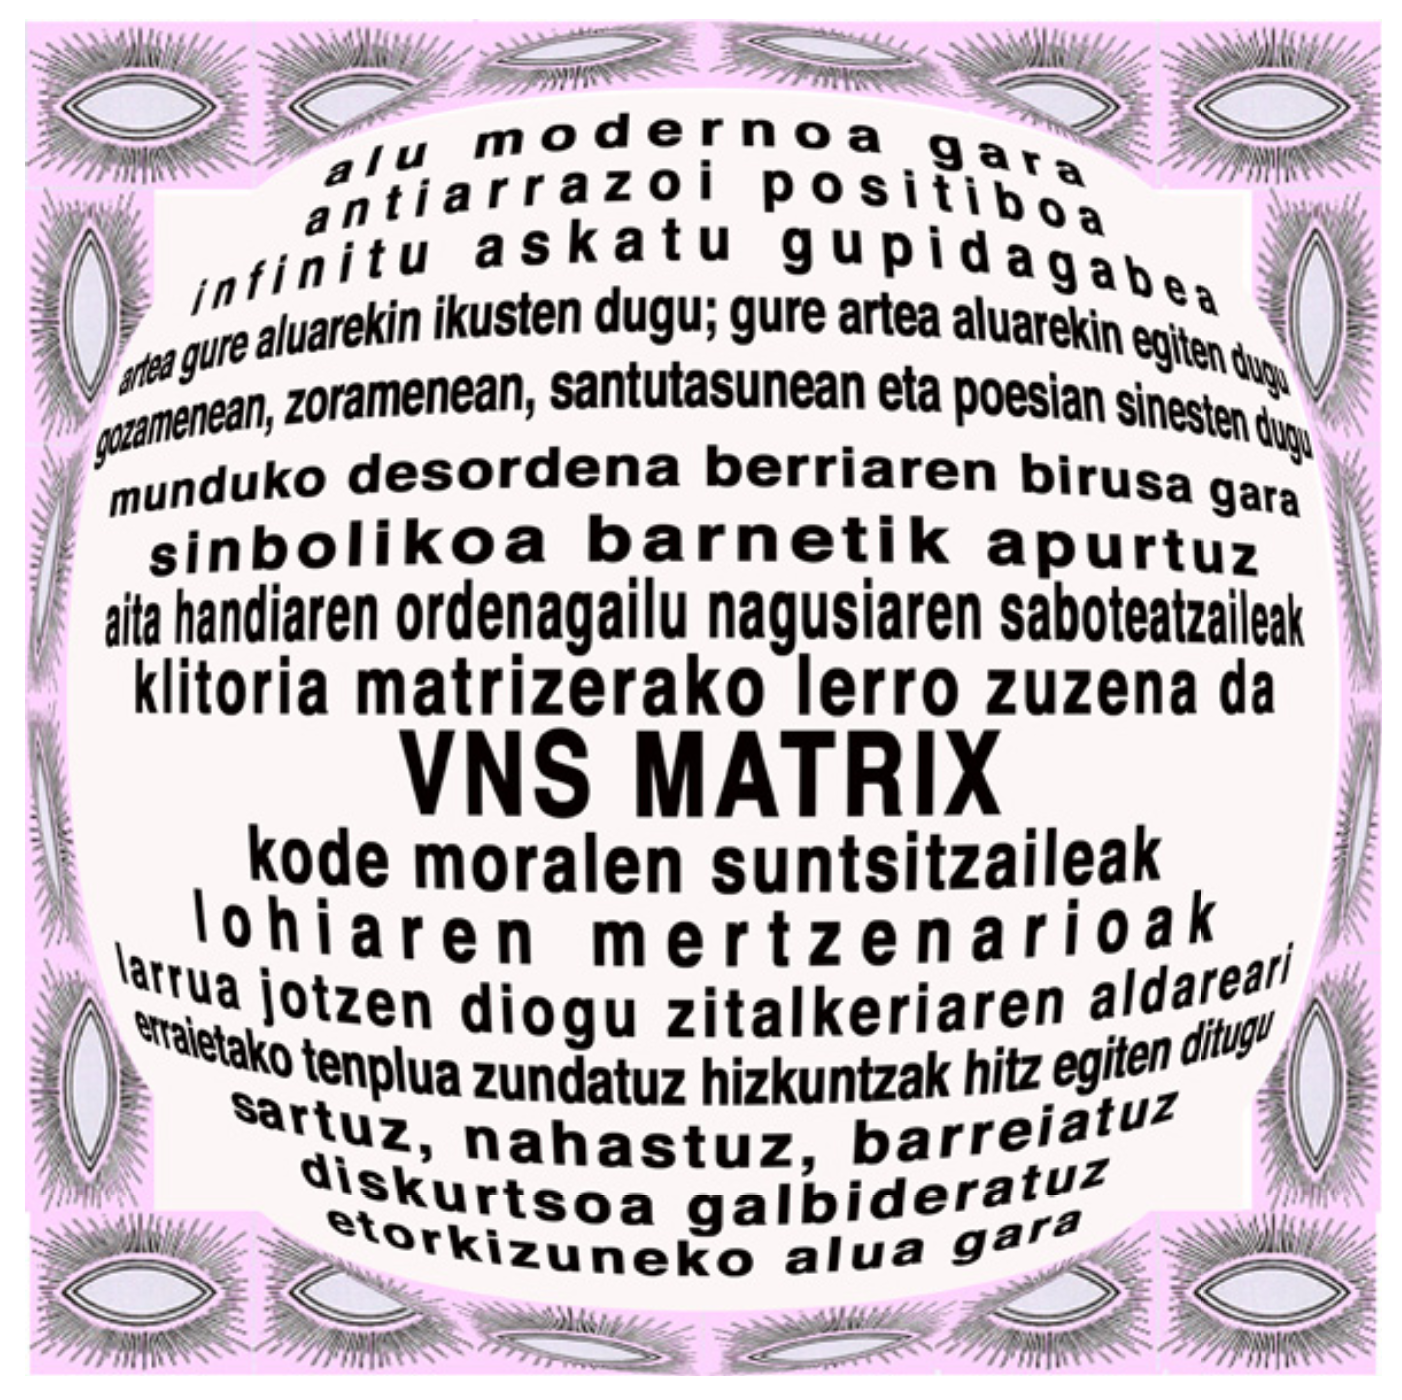 alu modernoa gara
antiarrazoi positiboa
infinitu askatu gupidagabea
artea gure aluarekin ikusten dugu; gure artea aluarekin egiten dugu
gozamenean, zoramenean, santutasunean eta poesian sinesten dugu
munduko desordena berriaren birusa gara
sinbolikoa barnetik apurtuz
aita handiaren ordenagailu nagusiaren saboteatzaileak
klitoria matrizerako lerro zuzena da
VNS MATRIX
kode moralen suntsitzaileak
lohiaren mertzenarioak
larrua jotzen diogu zitalkeriaren aldareari
erraietako tenplua zundatuz hizkuntzak hitz egiten ditugu
sartuz, nahastuz, barreiatuz
diskurtsoa galbideratuz
etorkizuneko alua gara